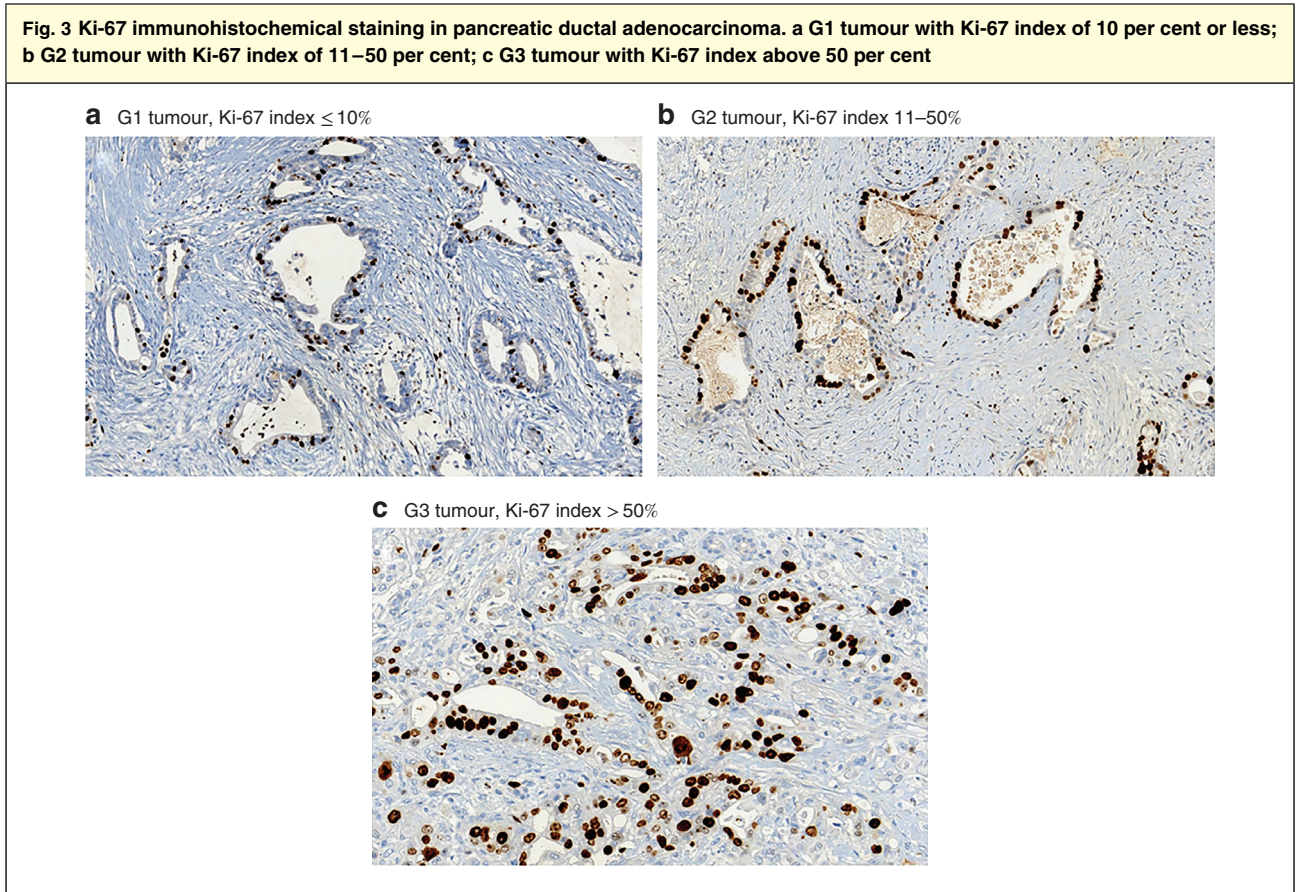 Fig. 3 Ki-67 immunohistochemical staining in pancreatic ductal adenocarcinoma. a G1 tumour with Ki-67 index of 10 per cent or less;
b G2 tumour with Ki-67 index of 11–50 per cent; c G3 tumour with Ki-67 index above 50 per cent
a G1 tumour, Ki-67 index ≤ 10%
b G2 tumour, Ki-67 index 11–50%
c G3 tumour, Ki-67 index > 50%